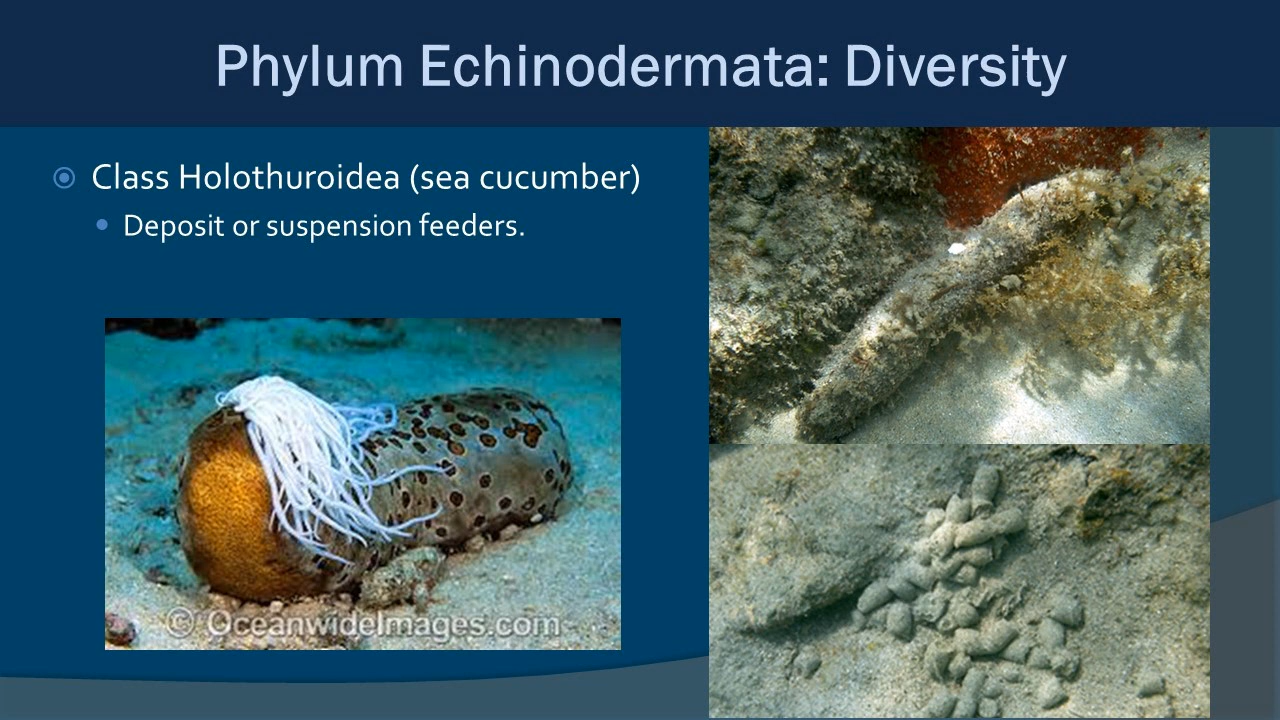 Phylum Echinodermata: Diversity
Class Holothuroidea (sea cucumber)
Deposit or suspension feeders.
© OceanwideImages.com